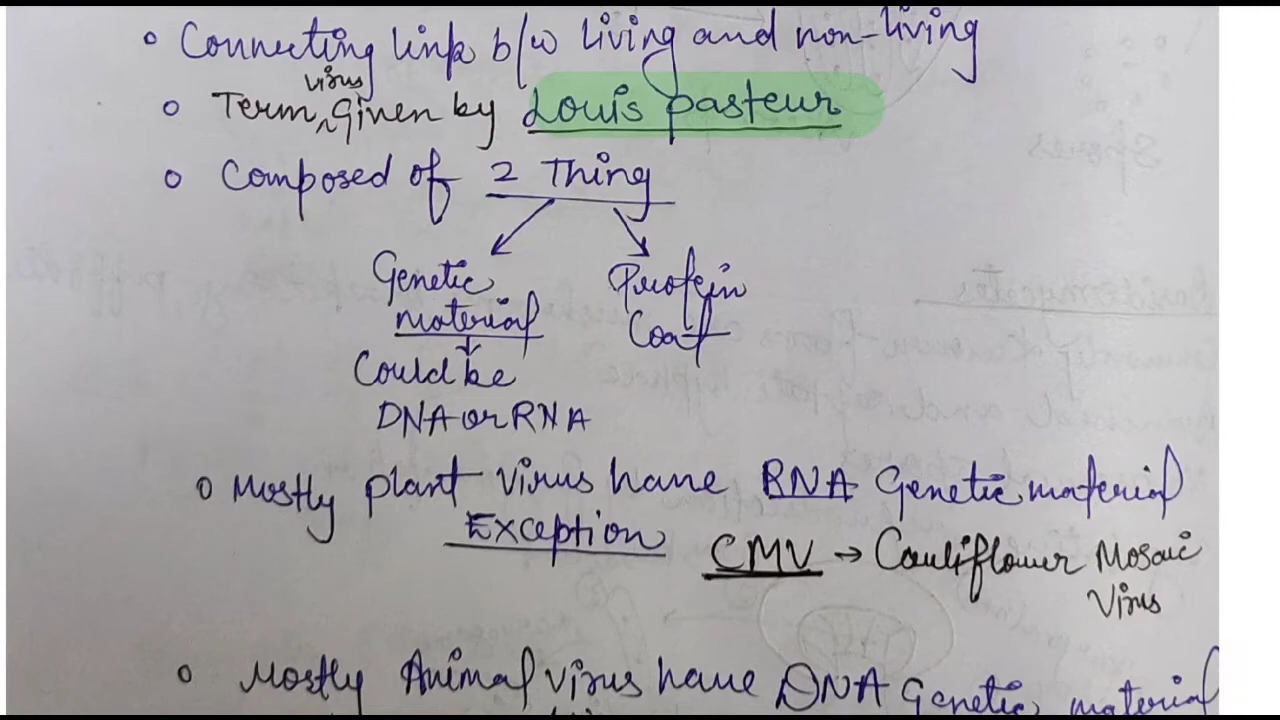 • Connecting link b/w living and non-living
virus
○ Term ^ given by Louis pasteur
○ Composed of 2 Thing
Genetic material
Protein Coat
Could be
DNA or RNA
○ Mostly plant virus have RNA Genetic material
Exception
CMV → Cauliflower Mosaic Virus
○ Mostly Animal virus have DNA Genetic material